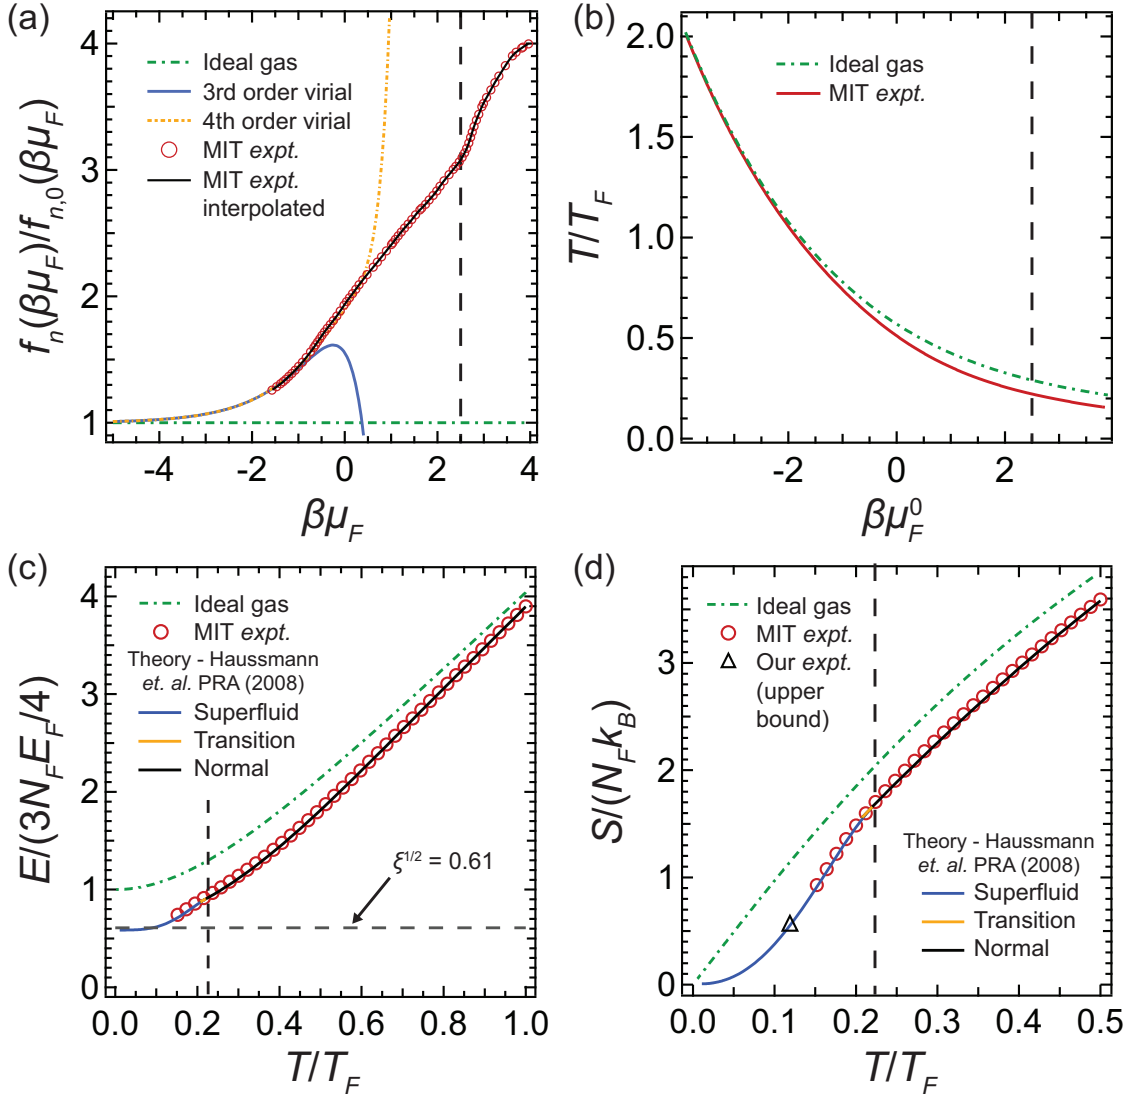 (a)
f_n(βμ_F)/f_{n,0}(βμ_F)
4
3
2
1
Ideal gas
3rd order virial
4th order virial
MIT expt.
MIT expt.
interpolated
-4 -2 0 2 4
βμ_F
(b)
T/T_F
2.0
1.5
1.0
0.5
0.0
Ideal gas
MIT expt.
-2 0 2
βμ_F^0
(c)
E/(3N_F E_F/4)
4
3
2
1
0
Ideal gas
MIT expt.
Theory - Haussmann
et. al. PRA (2008)
Superfluid
Transition
Normal
ξ^{1/2} = 0.61
0.0 0.2 0.4 0.6 0.8 1.0
T/T_F
(d)
S/(N_F k_B)
3
2
1
0
Ideal gas
MIT expt.
Our expt.
(upper
bound)
Theory - Haussmann
et. al. PRA (2008)
Superfluid
Transition
Normal
0.0 0.1 0.2 0.3 0.4 0.5
T/T_F